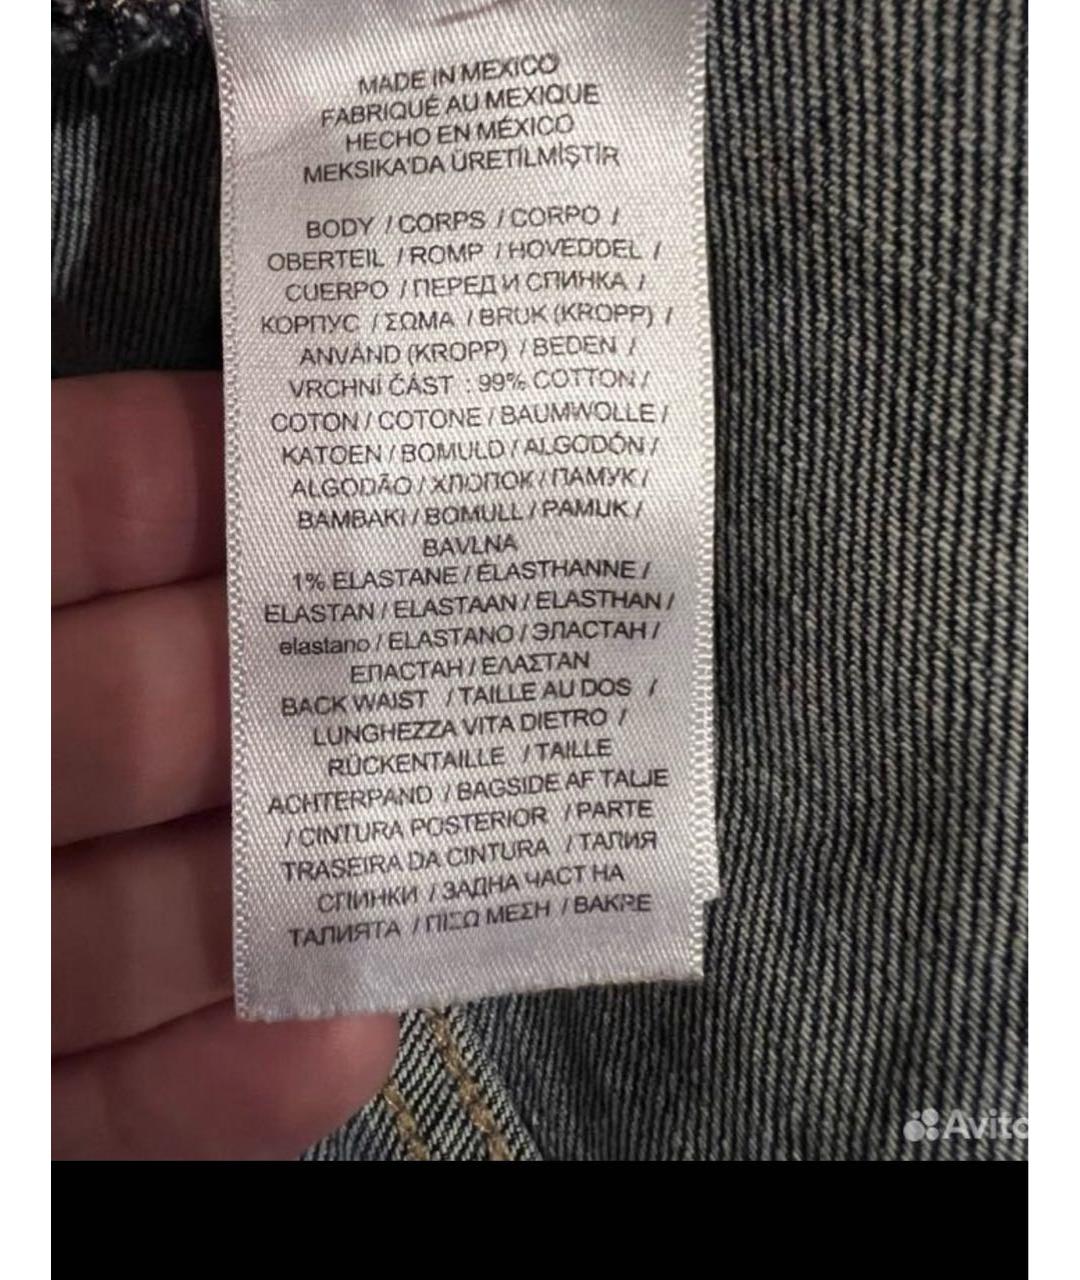 MADE IN MEXICO
FABRIQUÉ AU MEXIQUE
HECHO EN MÉXICO
MEKSIKA'DA ÜRETİLMİŞTİR
BODY / CORPS / CORPO /
OBERTEIL / ROMP / HOVEDDEL /
CUERPO / ПЕРЕД И СПИНКА /
КОРПУС / ΣΩΜΑ / BRUK (KROPP) /
ANVÄND (KROPP) / BEDEN /
VRCHNÍ ČÁST : 99% COTTON /
COTON / COTONE / BAUMWOLLE /
KATOEN / BOMULD / ALGODÓN /
ALGODÃO / ХЛОПОК / ПАМУК /
BAMBAKI / BOMULL / PAMUK /
BAVLNA
1% ELASTANE / ÉLASTHANNE /
ELASTAN / ELASTAAN / ELASTHAN /
elastano / ELASTANO / ЭЛАСТАН /
ЕЛАСТАН / ΕΛΑΣΤΑΝ
BACK WAIST / TAILLE AU DOS /
LUNGHEZZA VITA DIETRO /
RÜCKENTAILLE / TAILLE
ACHTERPAND / BAGSIDE AF TALJE
/ CINTURA POSTERIOR / PARTE
TRASEIRA DA CINTURA / ТАЛИЯ
СПИНКИ / ЗАДНА ЧАСТ НА
ТАЛИЯТА / ΠΙΣΩ ΜΕΣΗ / BAKRE
Avito